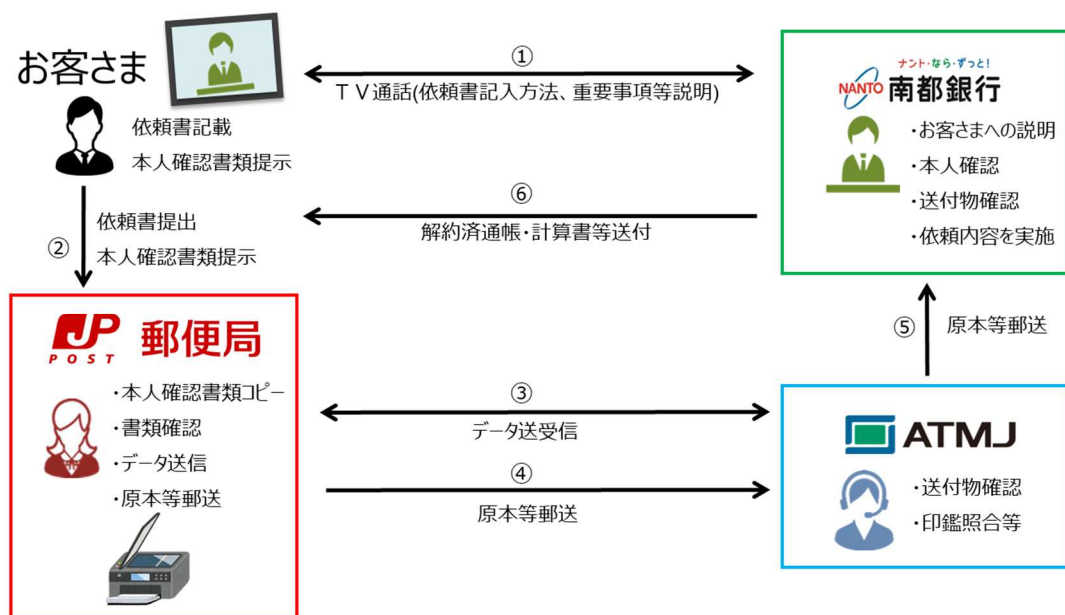 お客さま
①
ＴＶ通話(依頼書記入方法、重要事項等説明)
ナント・なら・ずっと!
NANTO 南都銀行
・お客さまへの説明
・本人確認
・送付物確認
・依頼内容を実施
依頼書記載
本人確認書類提示
⑥
解約済通帳・計算書等送付
②
依頼書提出
本人確認書類提示
JP
POST
郵便局
・本人確認書類コピー
・書類確認
・データ送信
・原本等郵送
③
データ送受信
④
原本等郵送
⑤
原本等郵送
ATMJ
・送付物確認
・印鑑照合等